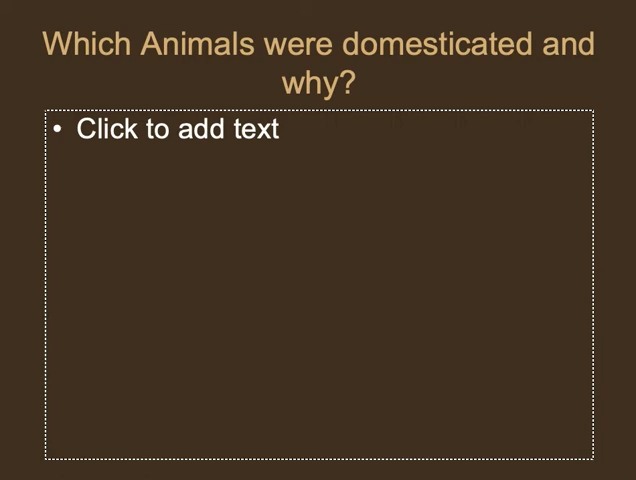 Which Animals were domesticated and
why?
• Click to add text